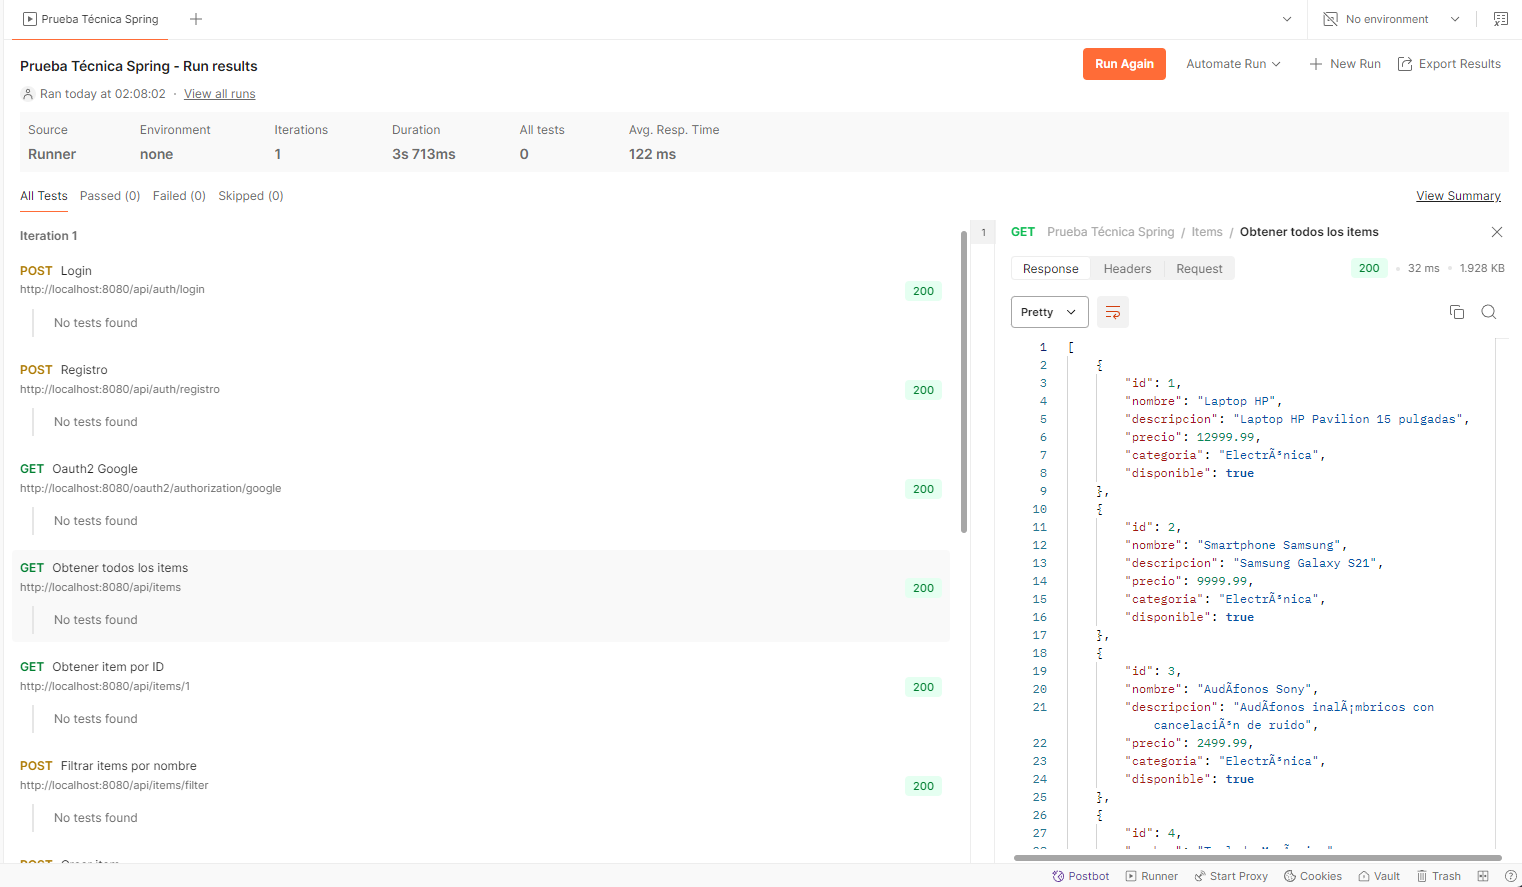 Prueba Técnica Spring
No environment
Prueba Técnica Spring - Run results
Run Again
Automate Run
New Run
Export Results
Ran today at 02:08:02 · View all runs
Source
Environment
Iterations
Duration
All tests
Avg. Resp. Time
Runner
none
1
3s 713ms
0
122 ms
All Tests
Passed (0)
Failed (0)
Skipped (0)
View Summary
Iteration 1
POST Login
http://localhost:8080/api/auth/login
200
No tests found
POST Registro
http://localhost:8080/api/auth/registro
200
No tests found
GET Oauth2 Google
http://localhost:8080/oauth2/authorization/google
200
No tests found
GET Obtener todos los items
http://localhost:8080/api/items
200
No tests found
GET Obtener item por ID
http://localhost:8080/api/items/1
200
No tests found
POST Filtrar items por nombre
http://localhost:8080/api/items/filter
200
No tests found
1
GET Prueba Técnica Spring / Items / Obtener todos los items
Response
Headers
Request
200
32 ms
1.928 KB
Pretty
1 [
2 {
3 "id": 1,
4 "nombre": "Laptop HP",
5 "descripcion": "Laptop HP Pavilion 15 pulgadas",
6 "precio": 12999.99,
7 "categoria": "ElectrÃ³nica",
8 "disponible": true
9 },
10 {
11 "id": 2,
12 "nombre": "Smartphone Samsung",
13 "descripcion": "Samsung Galaxy S21",
14 "precio": 9999.99,
15 "categoria": "ElectrÃ³nica",
16 "disponible": true
17 },
18 {
19 "id": 3,
20 "nombre": "AudÃfonos Sony",
21 "descripcion": "AudÃfonos inalÃ¡mbricos con
cancelaciÃ³n de ruido",
22 "precio": 2499.99,
23 "categoria": "ElectrÃ³nica",
24 "disponible": true
25 },
26 {
27 "id": 4,
Postbot
Runner
Start Proxy
Cookies
Vault
Trash